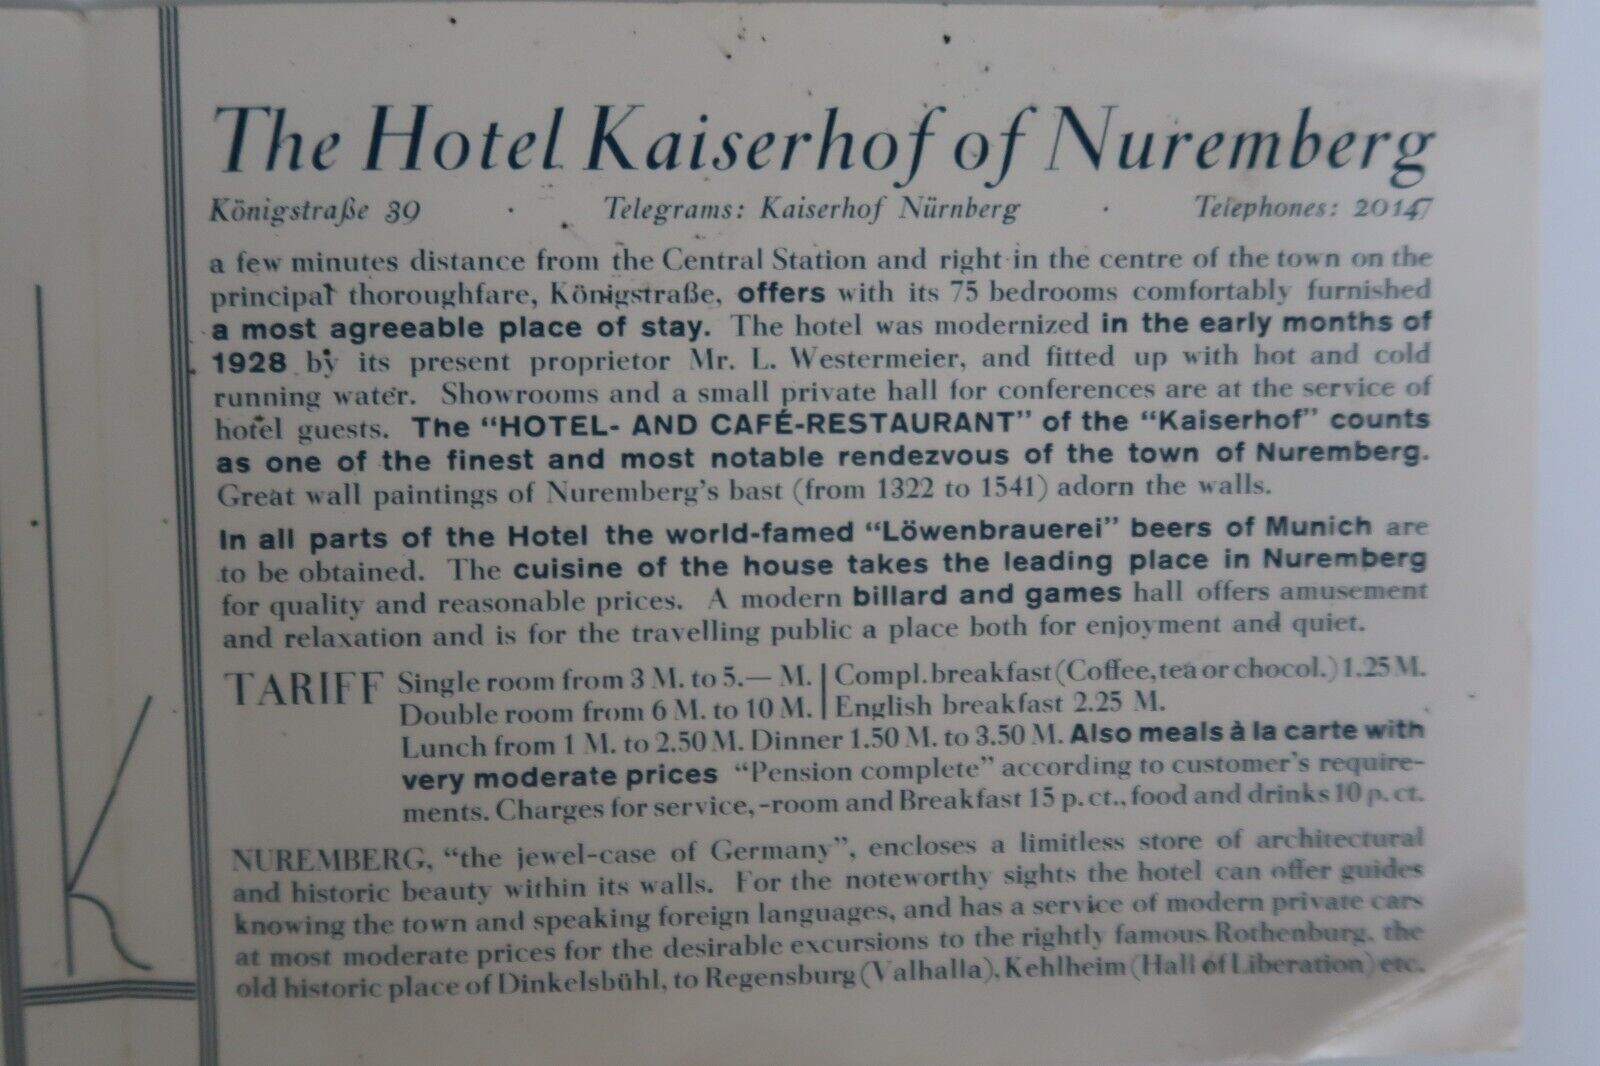 The Hotel Kaiserhof of Nuremberg
Königstraße 39 · Telegrams: Kaiserhof Nürnberg · Telephones: 20147
a few minutes distance from the Central Station and right in the centre of the town on the
principal thoroughfare, Königstraße, offers with its 75 bedrooms comfortably furnished
a most agreeable place of stay. The hotel was modernized in the early months of
1928 by its present proprietor Mr. L. Westermeier, and fitted up with hot and cold
running water. Showrooms and a small private hall for conferences are at the service of
hotel guests. The “HOTEL- AND CAFÉ-RESTAURANT” of the “Kaiserhof” counts
as one of the finest and most notable rendezvous of the town of Nuremberg.
Great wall paintings of Nuremberg's bast (from 1322 to 1541) adorn the walls.
In all parts of the Hotel the world-famed “Löwenbrauerei” beers of Munich are
to be obtained. The cuisine of the house takes the leading place in Nuremberg
for quality and reasonable prices. A modern billard and games hall offers amusement
and relaxation and is for the travelling public a place both for enjoyment and quiet.
TARIFF Single room from 3 M. to 5.— M. | Compl. breakfast (Coffee, tea or chocol.) 1.25 M.
Double room from 6 M. to 10 M. | English breakfast 2.25 M.
Lunch from 1 M. to 2.50 M. Dinner 1.50 M. to 3.50 M. Also meals à la carte with
very moderate prices “Pension complete” according to customer's require-
ments. Charges for service, -room and Breakfast 15 p. ct., food and drinks 10 p. ct.
NUREMBERG, “the jewel-case of Germany”, encloses a limitless store of architectural
and historic beauty within its walls. For the noteworthy sights the hotel can offer guides
knowing the town and speaking foreign languages, and has a service of modern private cars
at most moderate prices for the desirable excursions to the rightly famous Rothenburg, the
old historic place of Dinkelsbühl, to Regensburg (Valhalla), Kehlheim (Hall of Liberation) etc.